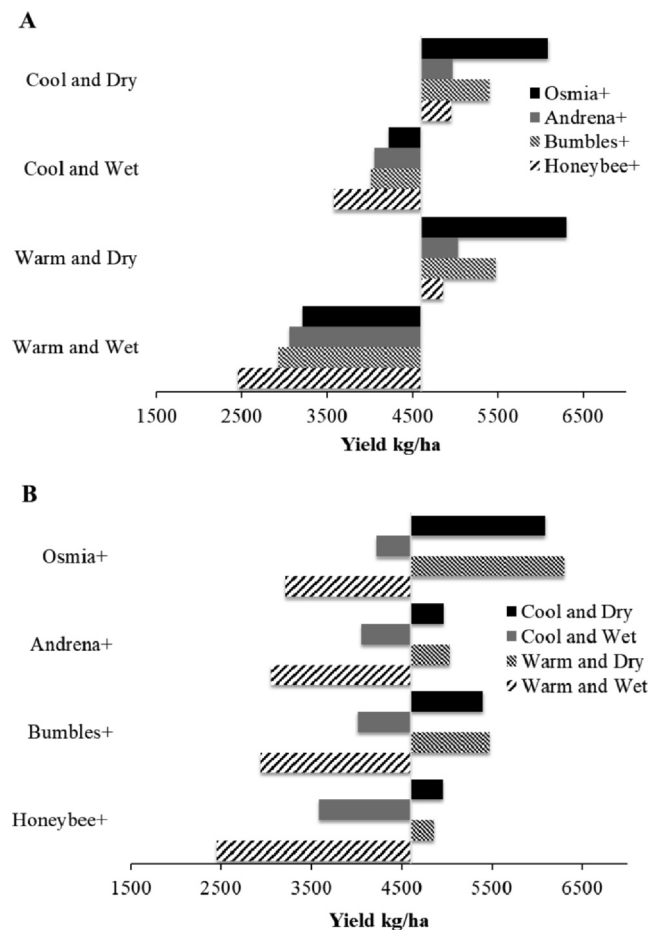 A
Cool and Dry
Cool and Wet
Warm and Dry
Warm and Wet
Osmia+
Andrena+
Bumbles+
Honeybee+
1500 2500 3500 4500 5500 6500
Yield kg/ha
B
Osmia+
Andrena+
Bumbles+
Honeybee+
Cool and Dry
Cool and Wet
Warm and Dry
Warm and Wet
1500 2500 3500 4500 5500 6500
Yield kg/ha